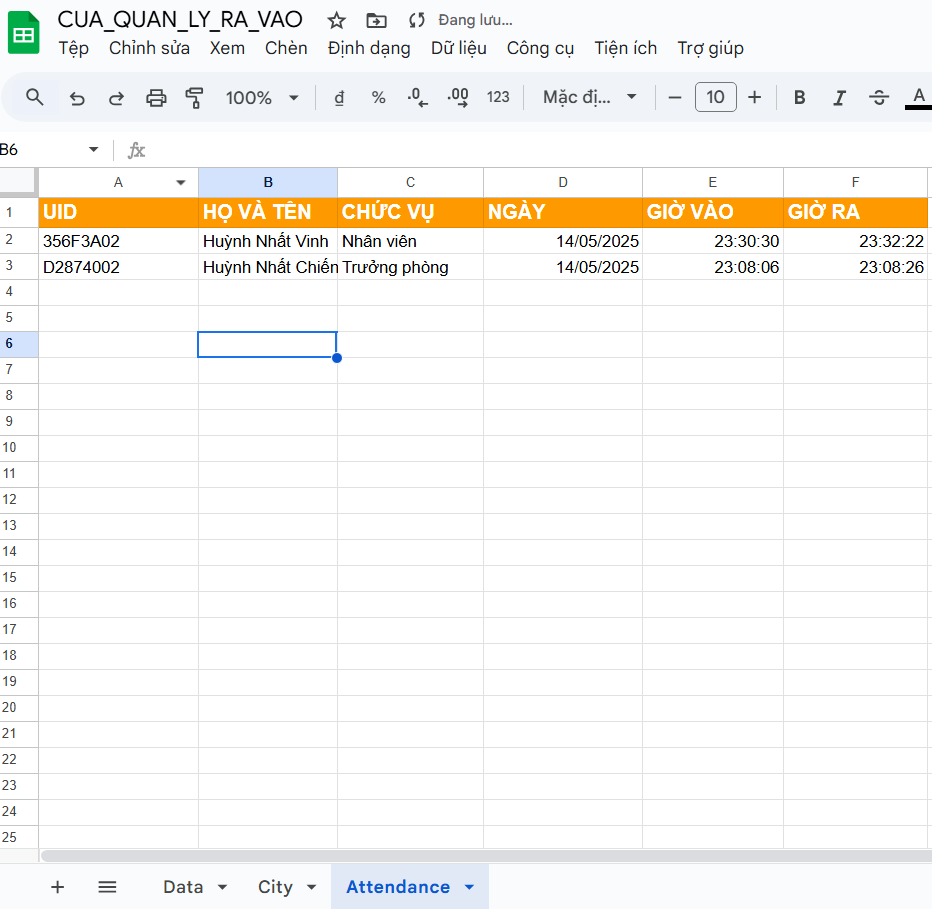 CUA_QUAN_LY_RA_VAO Đang lưu...
Tệp Chỉnh sửa Xem Chèn Định dạng Dữ liệu Công cụ Tiện ích Trợ giúp
100% đ % .0 .00 123 Mặc đị... 10 B I S A
B6 fx
A B C D E F
1 UID HỌ VÀ TÊN CHỨC VỤ NGÀY GIỜ VÀO GIỜ RA
2 356F3A02 Huỳnh Nhất Vinh Nhân viên 14/05/2025 23:30:30 23:32:22
3 D2874002 Huỳnh Nhất Chiến Trưởng phòng 14/05/2025 23:08:06 23:08:26
4
5
6
7
8
9
10
11
12
13
14
15
16
17
18
19
20
21
22
23
24
25
Data City Attendance